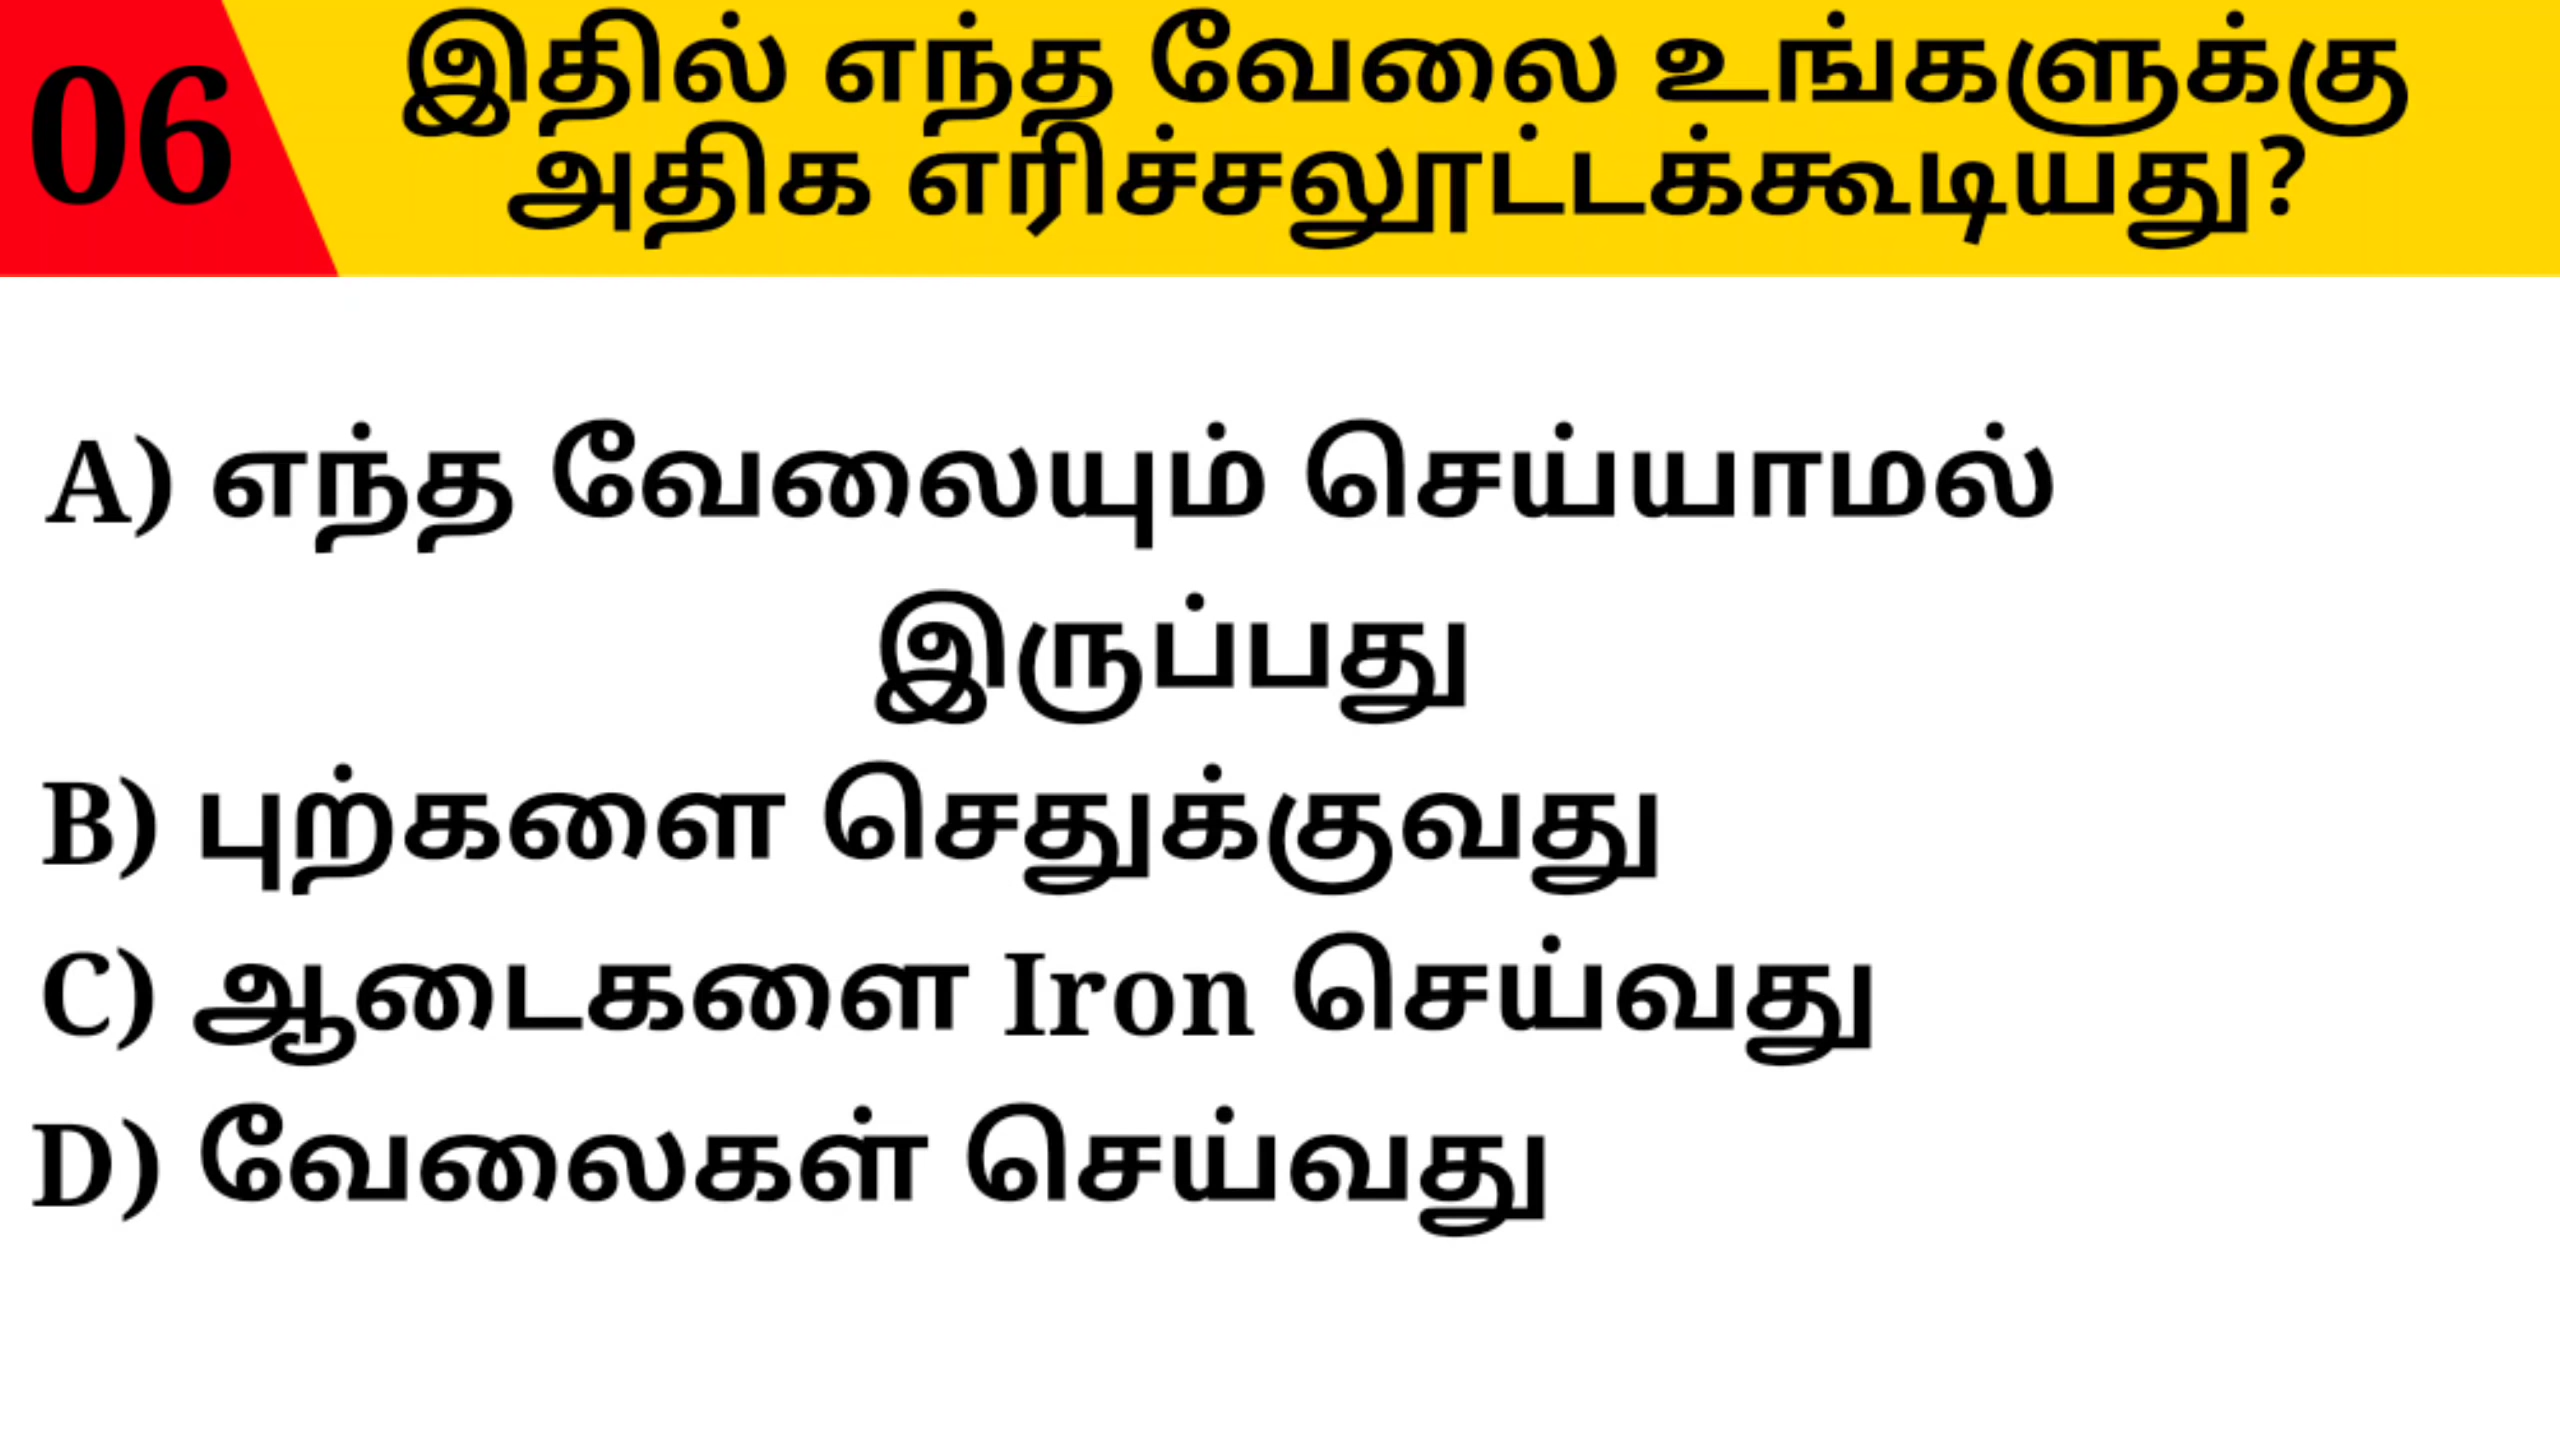 06
இதில் எந்த வேலை உங்களுக்கு
அதிக எரிச்சலூட்டக்கூடியது?
A) எந்த வேலையும் செய்யாமல்
இருப்பது
B) புற்களை செதுக்குவது
C) ஆடைகளை Iron செய்வது
D) வேலைகள் செய்வது